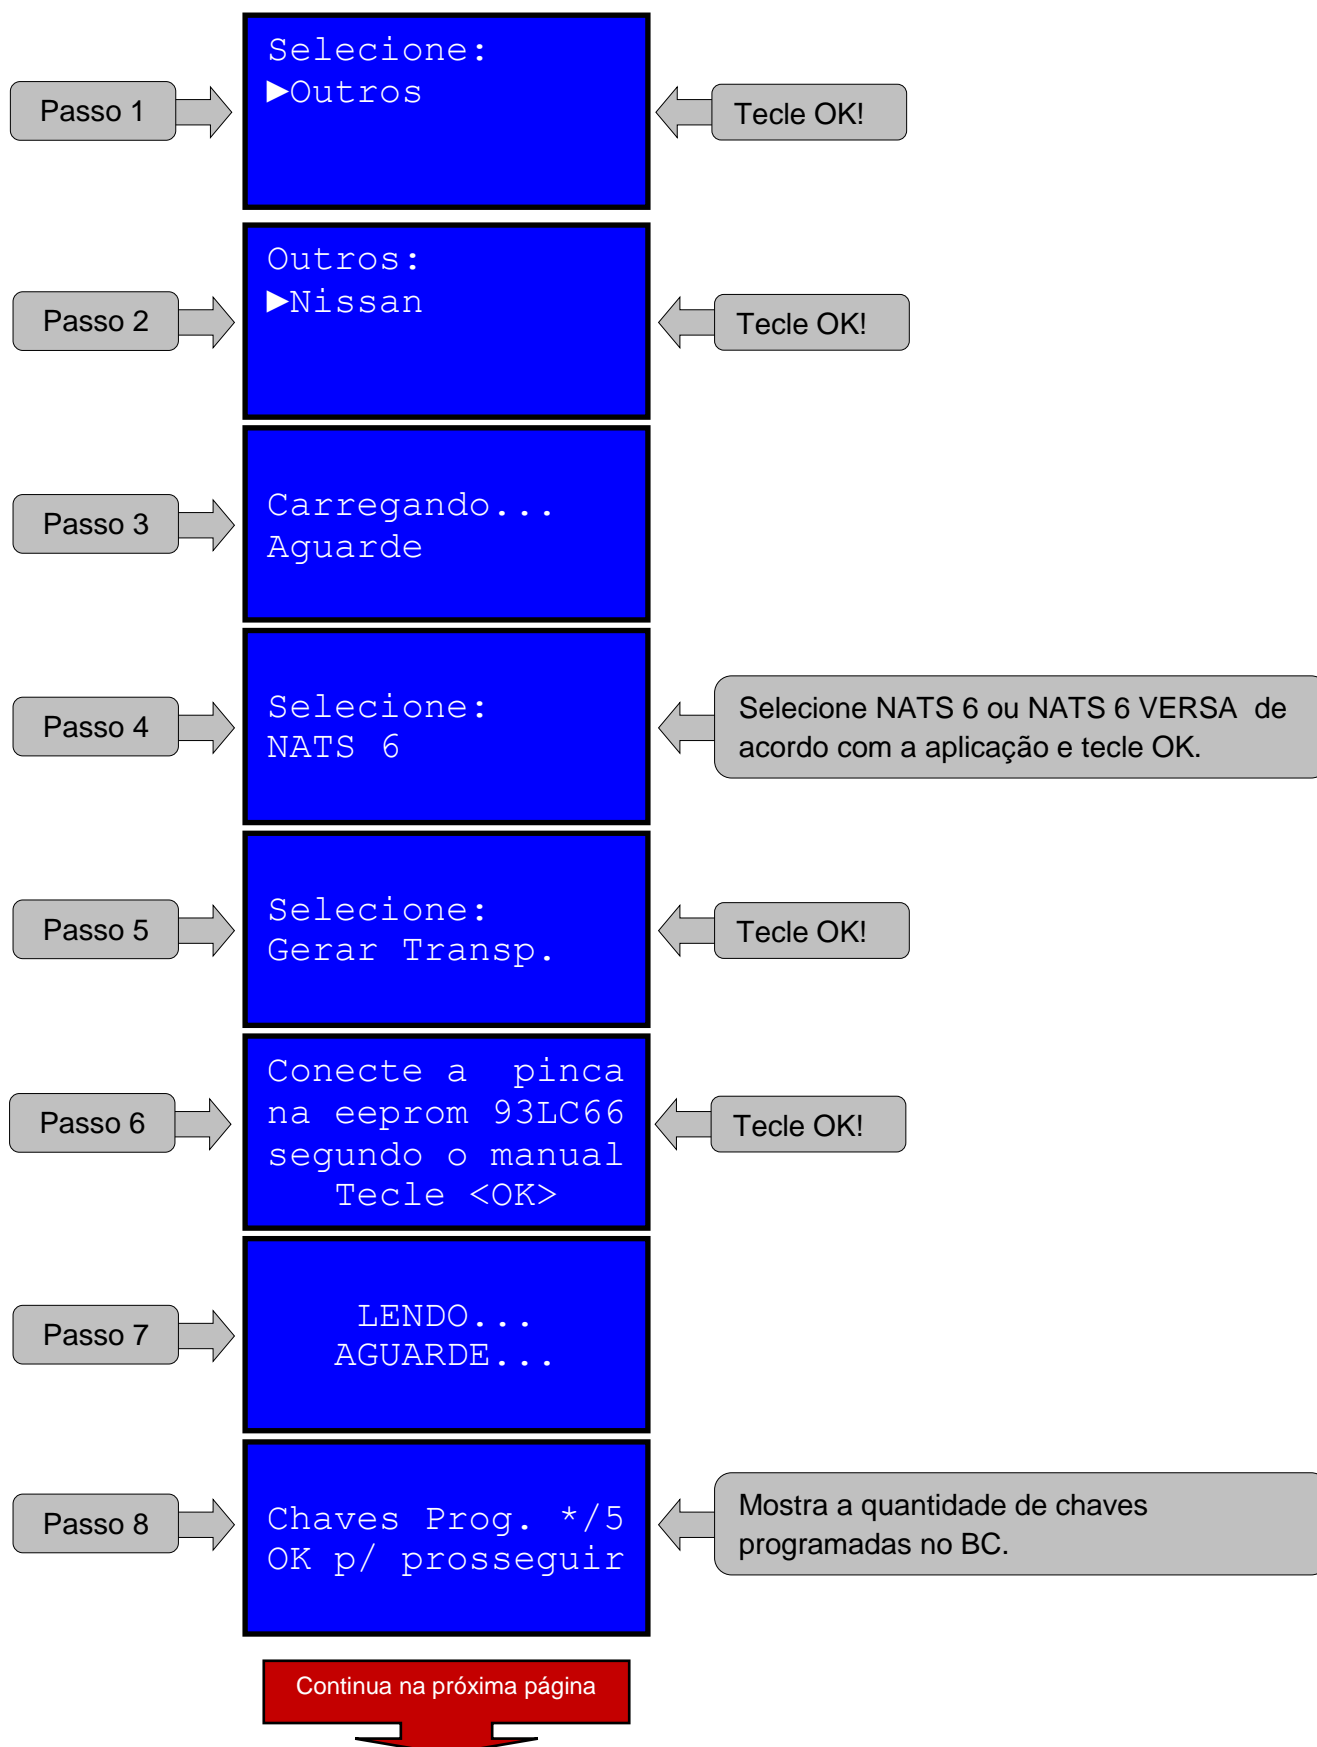 Selecione:
►Outros
Passo 1
Tecle OK!
Outros:
►Nissan
Passo 2
Tecle OK!
Carregando...
Aguarde
Passo 3
Selecione:
NATS 6
Passo 4
Selecione NATS 6 ou NATS 6 VERSA  de
acordo com a aplicação e tecle OK.
Selecione:
Gerar Transp.
Passo 5
Tecle OK!
Conecte a  pinca
na eeprom 93LC66
segundo o manual
Tecle <OK>
Passo 6
Tecle OK!
LENDO...
AGUARDE...
Passo 7
Chaves Prog. */5
OK p/ prosseguir
Passo 8
Mostra a quantidade de chaves
programadas no BC.
Continua na próxima página